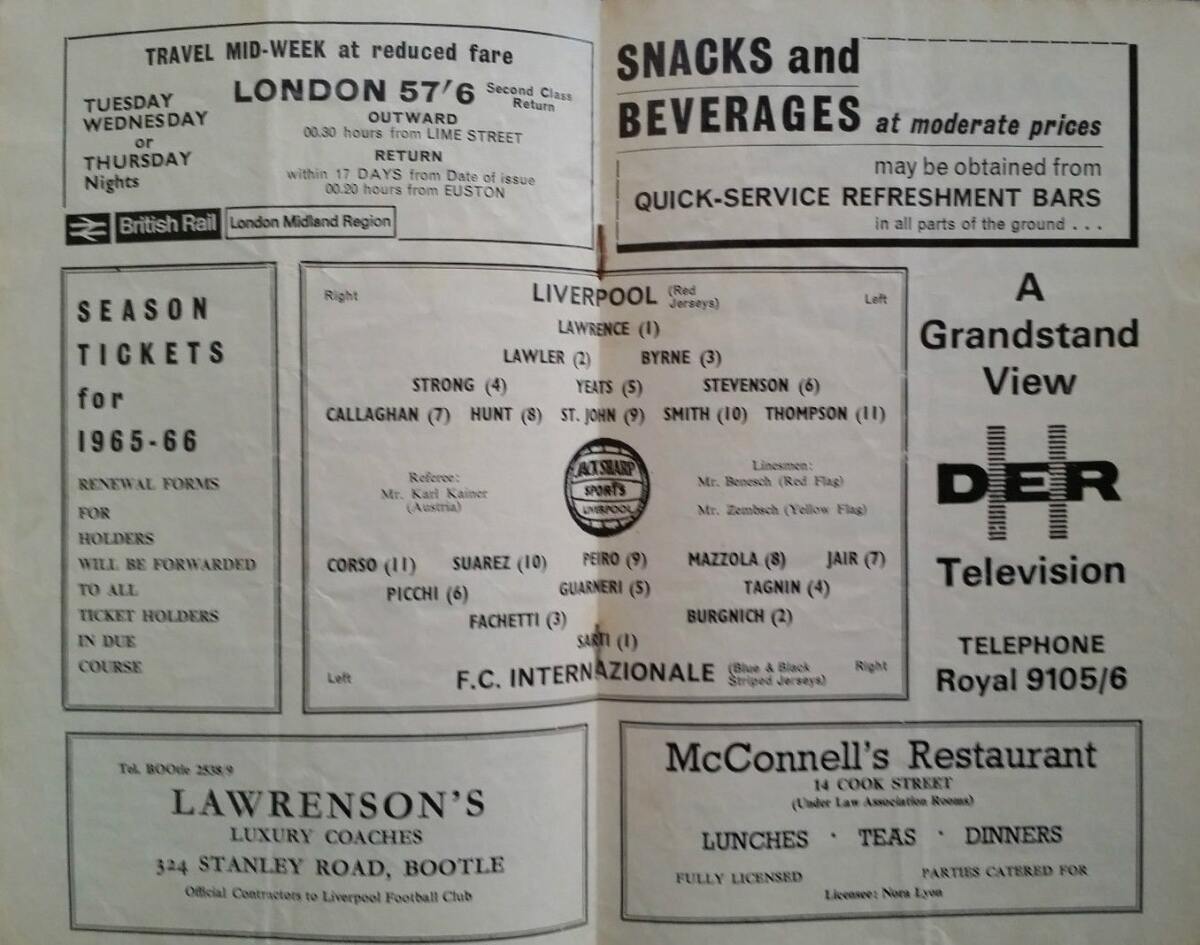 TRAVEL MID-WEEK at reduced fare
TUESDAY
WEDNESDAY
or
THURSDAY
Nights
LONDON 57'6 Second Class
Return
OUTWARD
00.30 hours from LIME STREET
RETURN
within 17 DAYS from Date of issue
00.20 hours from EUSTON
British Rail London Midland Region
SNACKS and
BEVERAGES at moderate prices
may be obtained from
QUICK-SERVICE REFRESHMENT BARS
in all parts of the ground . . .
SEASON
TICKETS
for
1965-66
RENEWAL FORMS
FOR
HOLDERS
WILL BE FORWARDED
TO ALL
TICKET HOLDERS
IN DUE
COURSE
Right LIVERPOOL (Red Jerseys) Left
LAWRENCE (1)
LAWLER (2) BYRNE (3)
STRONG (4) YEATS (5) STEVENSON (6)
CALLAGHAN (7) HUNT (8) ST. JOHN (9) SMITH (10) THOMPSON (11)
Referee:
Mr. Karl Kainer
(Austria)
JACK SHARP
SPORTS
LIVERPOOL
Linesmen:
Mr. Benesch (Red Flag)
Mr. Zembsch (Yellow Flag)
CORSO (11) SUAREZ (10) PEIRO (9) MAZZOLA (8) JAIR (7)
PICCHI (6) GUARNERI (5) TAGNIN (4)
FACHETTI (3) BURGNICH (2)
SARTI (1)
Left F.C. INTERNAZIONALE (Blue & Black Striped Jerseys) Right
A
Grandstand
View
DER
Television
TELEPHONE
Royal 9105/6
Tel. BOOtle 2538/9
LAWRENSON'S
LUXURY COACHES
324 STANLEY ROAD, BOOTLE
Official Contractors to Liverpool Football Club
McConnell's Restaurant
14 COOK STREET
(Under Law Association Rooms)
LUNCHES · TEAS · DINNERS
FULLY LICENSED PARTIES CATERED FOR
Licensee: Nora Lyon